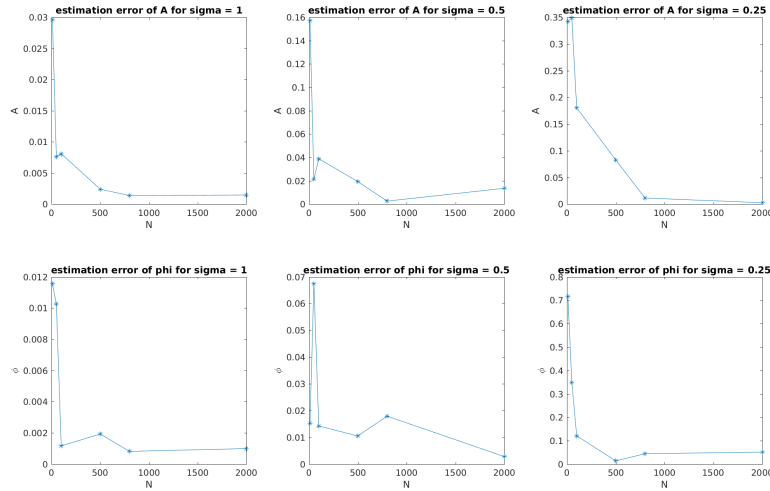 estimation error of A for sigma = 1
0.03
0.025
0.02
0.015
0.01
0.005
0
A
0 500 1000 1500 2000
N
estimation error of A for sigma = 0.5
0.16
0.14
0.12
0.1
0.08
0.06
0.04
0.02
0
A
0 500 1000 1500 2000
N
estimation error of A for sigma = 0.25
0.35
0.3
0.25
0.2
0.15
0.1
0.05
0
A
0 500 1000 1500 2000
N
estimation error of phi for sigma = 1
0.012
0.01
0.008
0.006
0.004
0.002
0
ϕ
0 500 1000 1500 2000
N
estimation error of phi for sigma = 0.5
0.07
0.06
0.05
0.04
0.03
0.02
0.01
0
ϕ
0 500 1000 1500 2000
N
estimation error of phi for sigma = 0.25
0.8
0.7
0.6
0.5
0.4
0.3
0.2
0.1
0
ϕ
0 500 1000 1500 2000
N